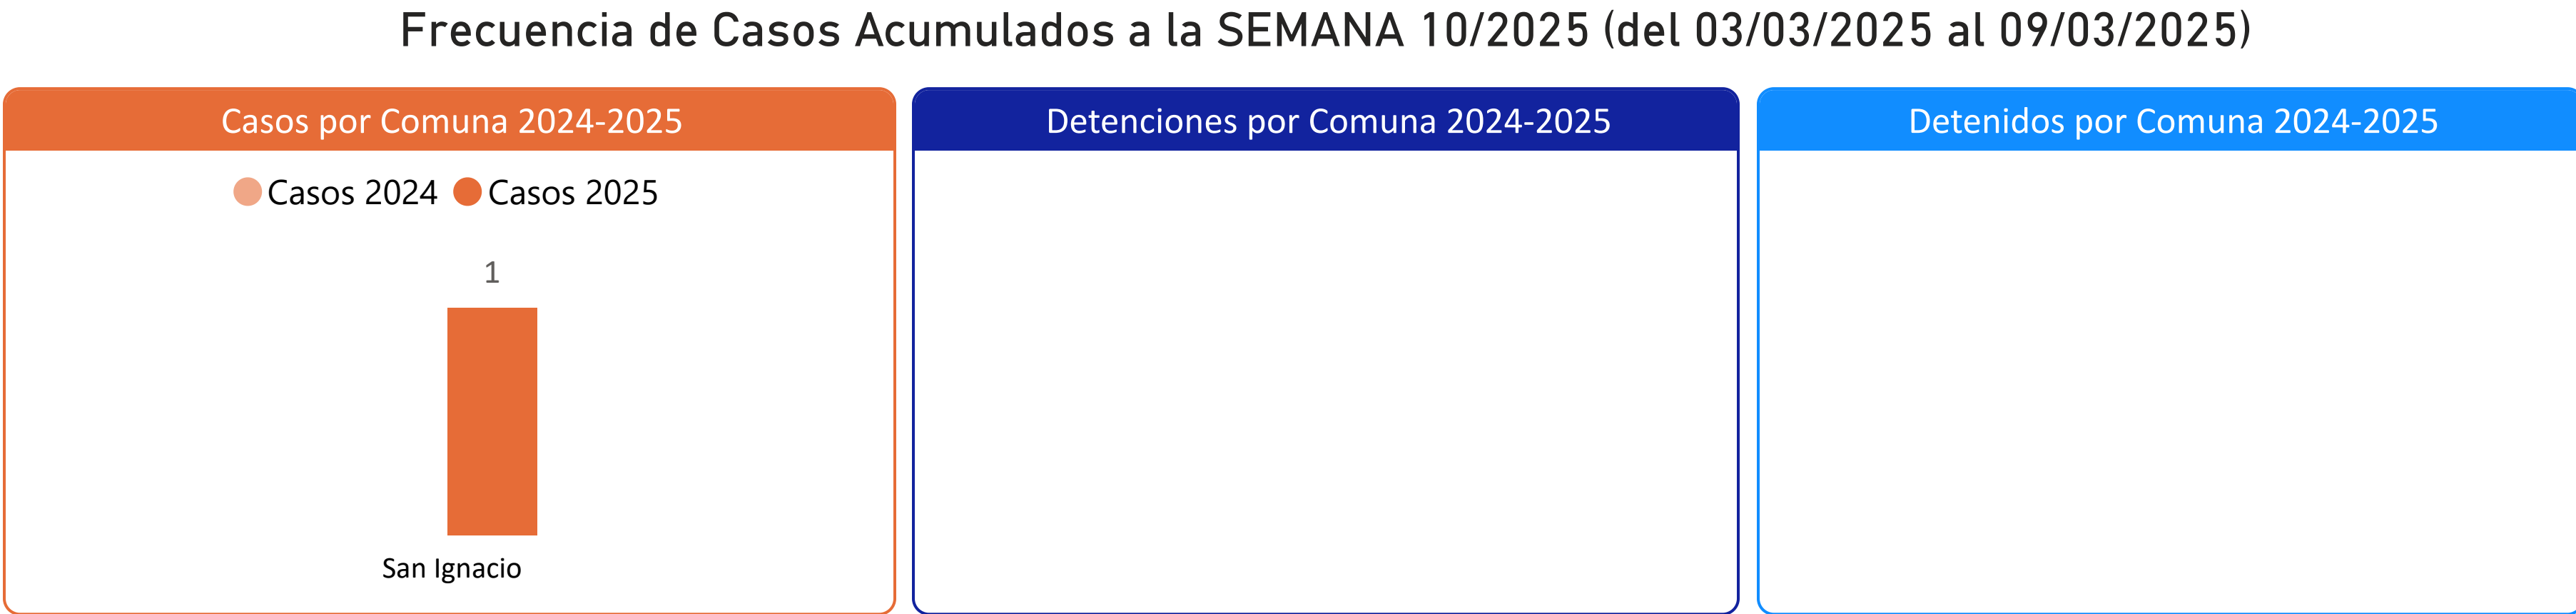 Frecuencia de Casos Acumulados a la SEMANA 10/2025 (del 03/03/2025 al 09/03/2025)
Casos por Comuna 2024-2025
Casos 2024 Casos 2025
1
San Ignacio
Detenciones por Comuna 2024-2025
Detenidos por Comuna 2024-2025